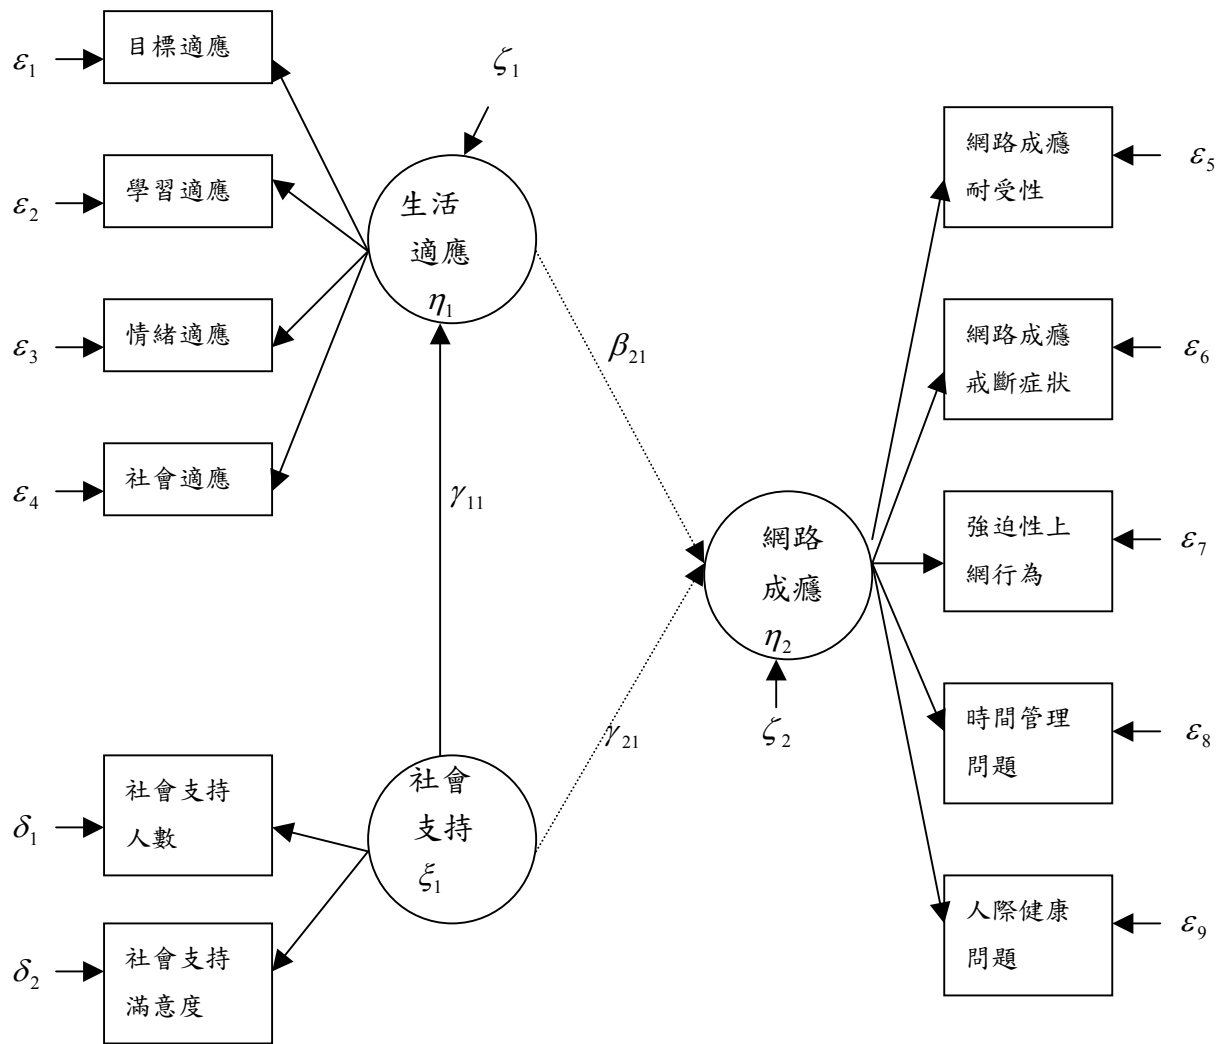 ε1
目標適應
ζ1
ε2
學習適應
生活
適應
η1
ε3
情緒適應
ε4
社會適應
γ11
β21
γ21
δ1
社會支持
人數
社會
支持
ξ1
δ2
社會支持
滿意度
網路
成癮
η2
ζ2
網路成癮
耐受性
ε5
網路成癮
戒斷症狀
ε6
強迫性上
網行為
ε7
時間管理
問題
ε8
人際健康
問題
ε9